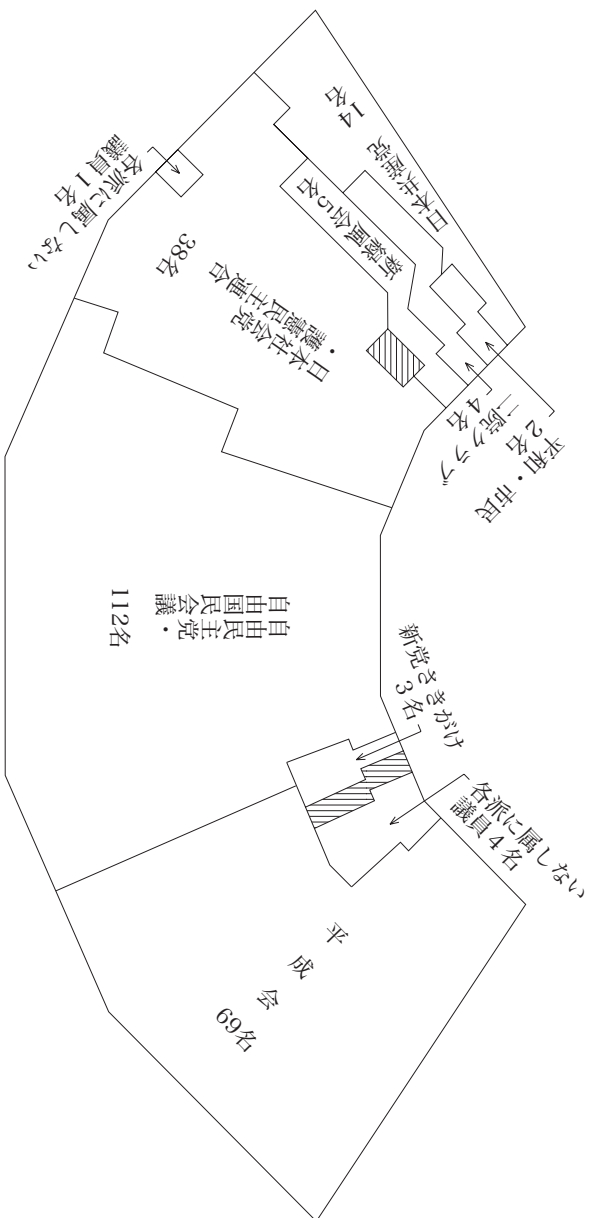 日本共産党
14名
新緑風会5名
平和・市民
2名
二院クラブ
4名
各派に属しない
議員1名
日本社会党
・護憲民主連合
38名
自由民主党・
自由国民会議
112名
新党さきがけ
3名
各派に属しない
議員4名
平成会
69名